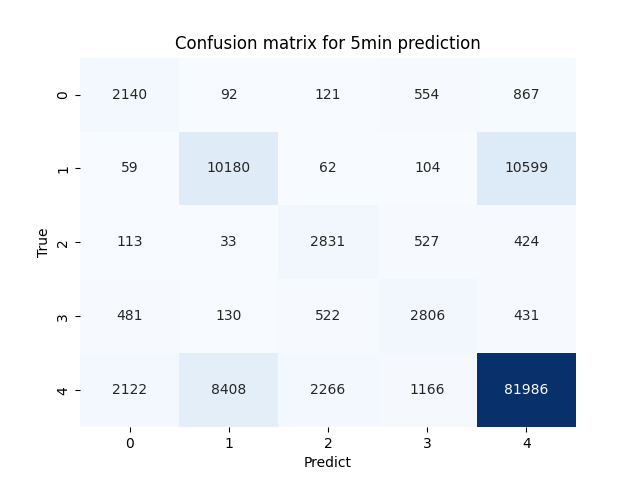 Confusion matrix for 5min prediction
0 2140 92 121 554 867
1 59 10180 62 104 10599
2 113 33 2831 527 424
3 481 130 522 2806 431
4 2122 8408 2266 1166 81986
True
0 1 2 3 4
Predict